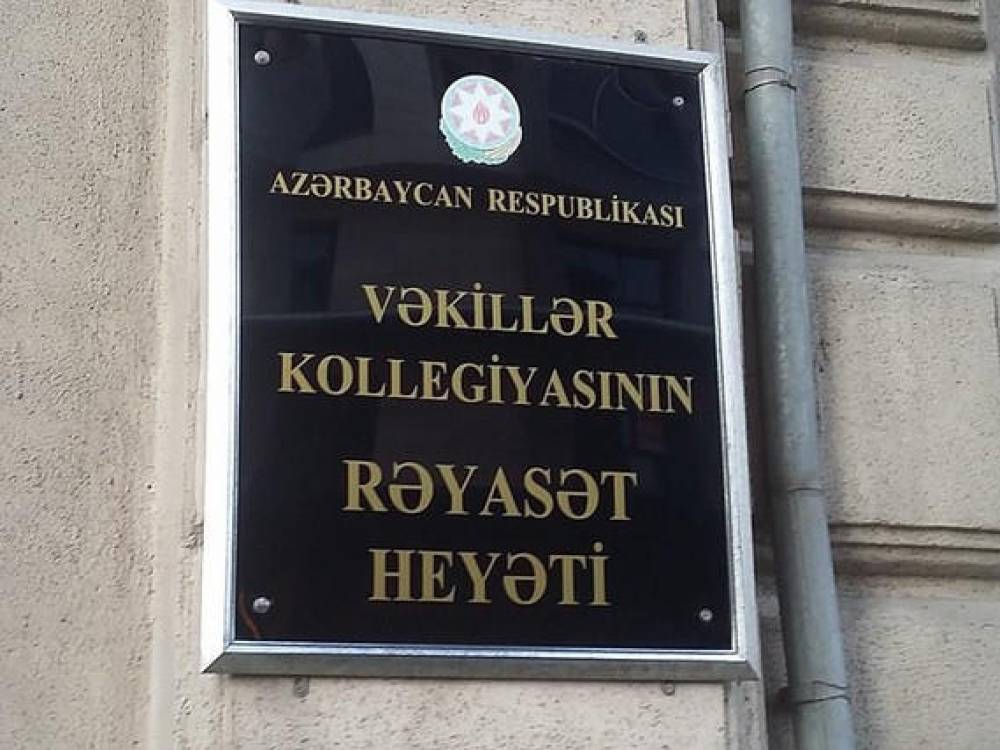 AZƏRBAYCAN RESPUBLİKASI
VƏKİLLƏR
KOLLEGİYASININ
RƏYASƏT
HEYƏTİ